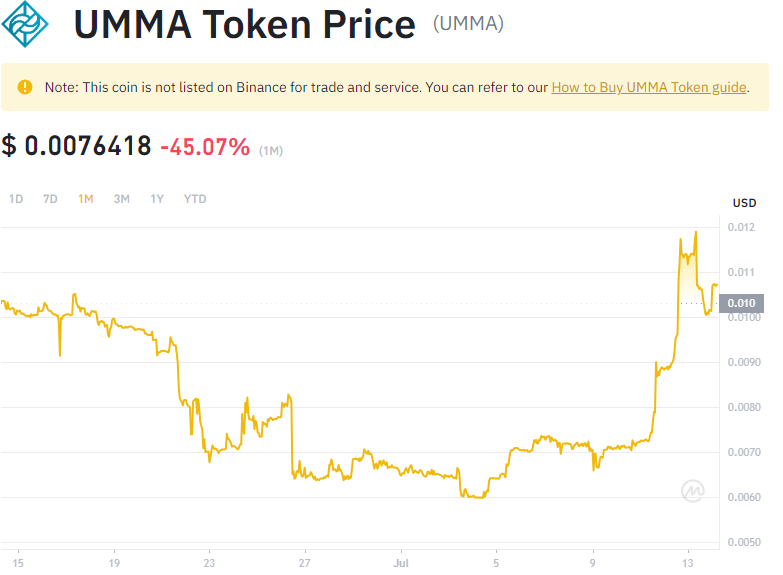 UMMA Token Price (UMMA)
Note: This coin is not listed on Binance for trade and service. You can refer to our How to Buy UMMA Token guide.
$ 0.0076418 -45.07% (1M)
1D 7D 1M 3M 1Y YTD
USD
0.012
0.011
0.010
0.0100
0.0090
0.0080
0.0070
0.0060
0.0050
15 19 23 27 Jul 5 9 13